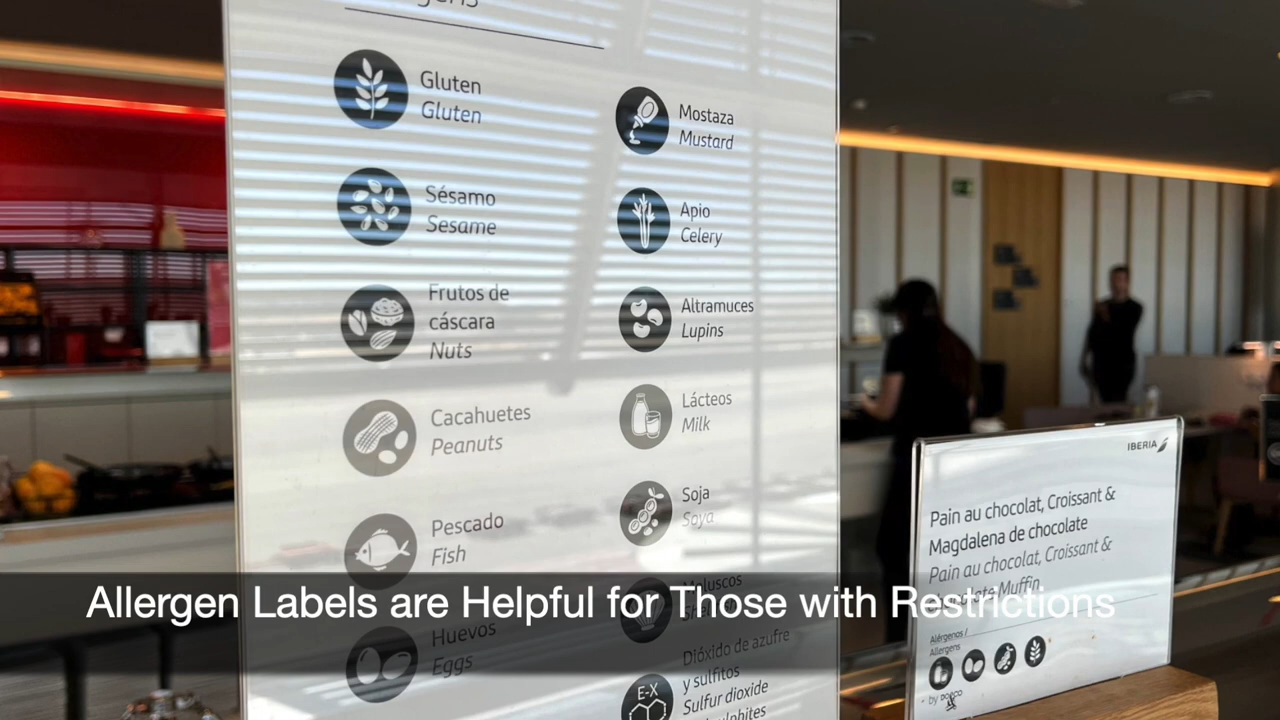 Gluten
Gluten
Sésamo
Sesame
Frutos de
cáscara
Nuts
Cacahuetes
Peanuts
Pescado
Fish
Huevos
Eggs
Mostaza
Mustard
Apio
Celery
Altramuces
Lupins
Lácteos
Milk
Soja
Soya
Moluscos
Dióxido de azufre
y sulfitos
Sulfur dioxide
E-X
IBERIA
Pain au chocolat, Croissant &
Magdalena de chocolate
Pain au chocolat, Croissant &
Muffin
Alérgenos /
Allergens
by
Allergen Labels are Helpful for Those with Restrictions